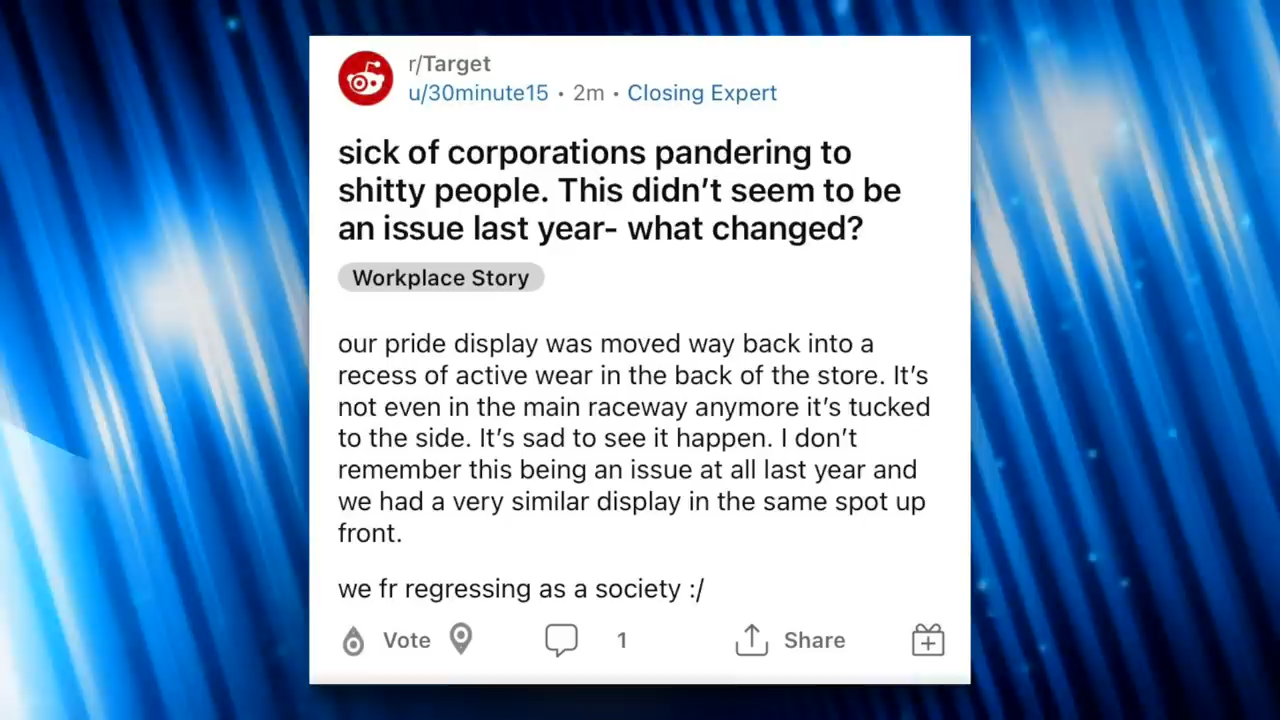 r/Target
u/30minute15 • 2m • Closing Expert
sick of corporations pandering to
shitty people. This didn’t seem to be
an issue last year- what changed?
Workplace Story
our pride display was moved way back into a
recess of active wear in the back of the store. It’s
not even in the main raceway anymore it’s tucked
to the side. It’s sad to see it happen. I don’t
remember this being an issue at all last year and
we had a very similar display in the same spot up
front.
we fr regressing as a society :/
Vote 1 Share